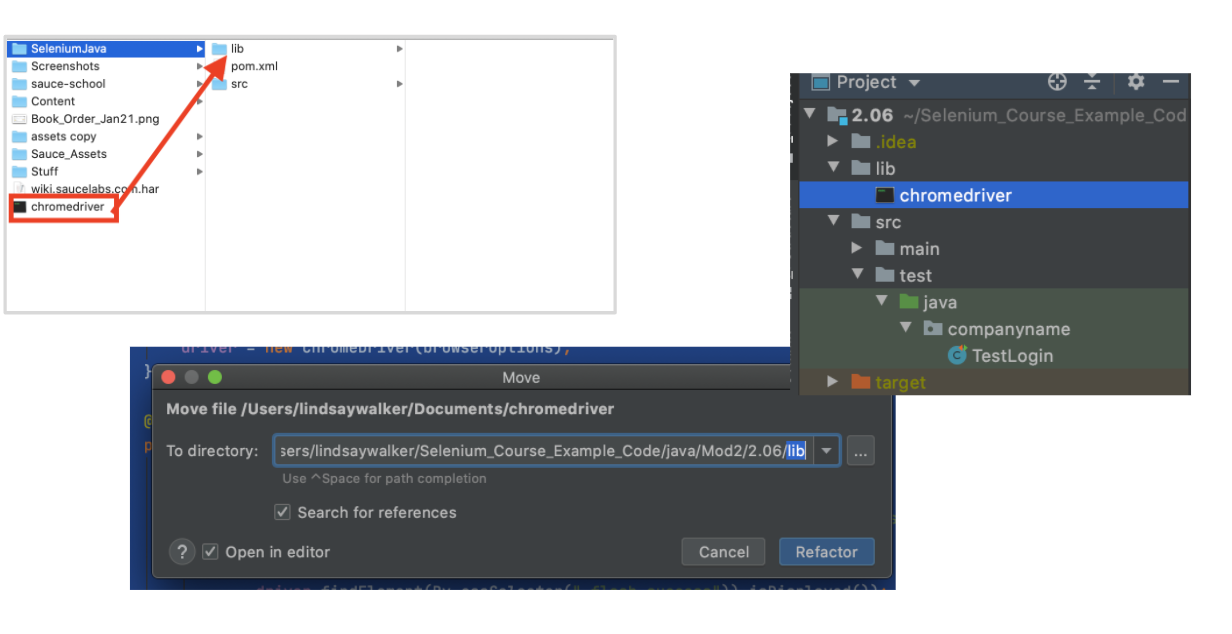 SeleniumJava
Screenshots
sauce-school
Content
Book_Order_Jan21.png
assets copy
Sauce_Assets
Stuff
wiki.saucelabs.com.har
chromedriver
lib
pom.xml
src
Project
2.06 ~/Selenium_Course_Example_Cod
.idea
lib
chromedriver
src
main
test
java
companyname
TestLogin
target
driver = new ChromeDriver(browserOptions);
}
Move
Move file /Users/lindsaywalker/Documents/chromedriver
To directory: sers/lindsaywalker/Selenium_Course_Example_Code/java/Mod2/2.06/lib ...
Use ^Space for path completion
Search for references
? Open in editor Cancel Refactor
driver.findElement(By.cssSelector(".flash.success")).isDisplayed());